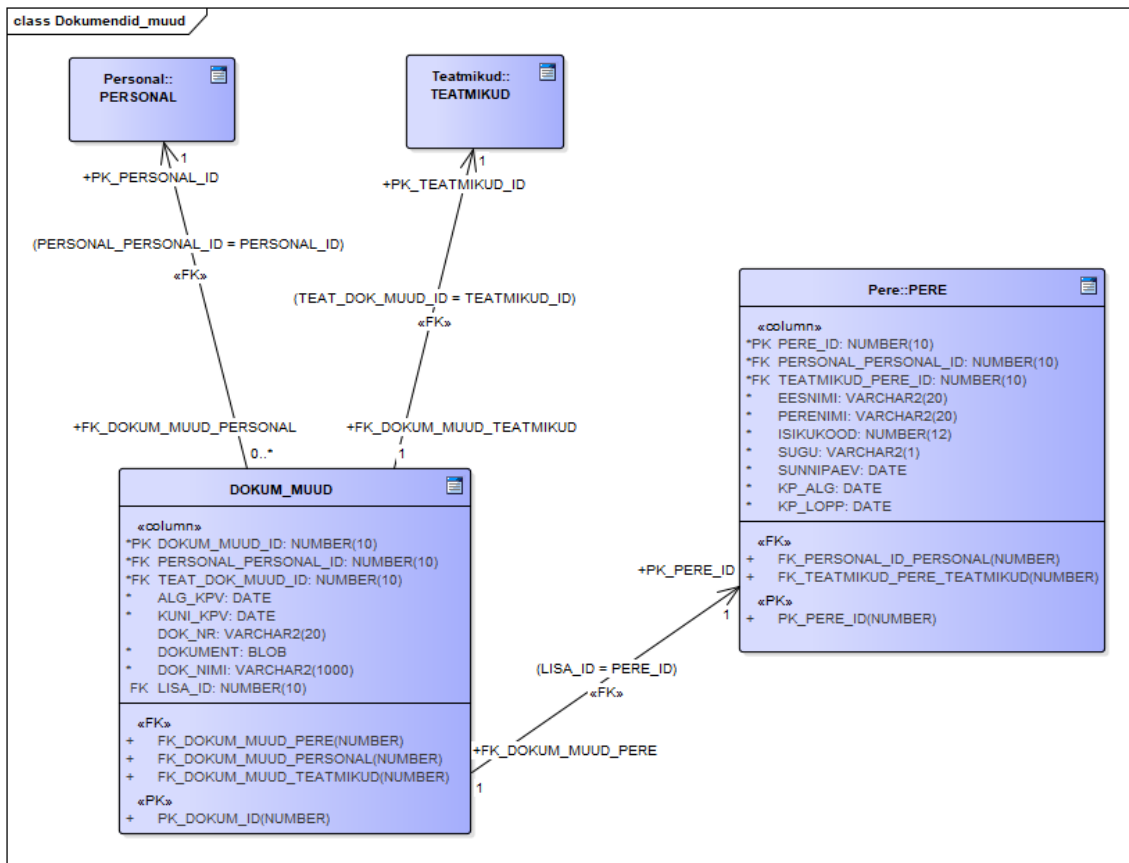 class Dokumendid_muud
Personal::
PERSONAL
Teatmikud::
TEATMIKUD
1
+PK_PERSONAL_ID
1
+PK_TEATMIKUD_ID
(PERSONAL_PERSONAL_ID = PERSONAL_ID)
«FK»
(TEAT_DOK_MUUD_ID = TEATMIKUD_ID)
«FK»
+FK_DOKUM_MUUD_PERSONAL
0..*
+FK_DOKUM_MUUD_TEATMIKUD
1
Pere::PERE
«column»
*PK PERE_ID: NUMBER(10)
*FK PERSONAL_PERSONAL_ID: NUMBER(10)
*FK TEATMIKUD_PERE_ID: NUMBER(10)
* EESNIMI: VARCHAR2(20)
* PERENIMI: VARCHAR2(20)
* ISIKUKOOD: NUMBER(12)
* SUGU: VARCHAR2(1)
* SUNNIPAEV: DATE
* KP_ALG: DATE
* KP_LOPP: DATE
«FK»
+ FK_PERSONAL_ID_PERSONAL(NUMBER)
+ FK_TEATMIKUD_PERE_TEATMIKUD(NUMBER)
«PK»
+ PK_PERE_ID(NUMBER)
DOKUM_MUUD
«column»
*PK DOKUM_MUUD_ID: NUMBER(10)
*FK PERSONAL_PERSONAL_ID: NUMBER(10)
*FK TEAT_DOK_MUUD_ID: NUMBER(10)
* ALG_KPV: DATE
* KUNI_KPV: DATE
DOK_NR: VARCHAR2(20)
* DOKUMENT: BLOB
* DOK_NIMI: VARCHAR2(1000)
FK LISA_ID: NUMBER(10)
«FK»
+ FK_DOKUM_MUUD_PERE(NUMBER)
+ FK_DOKUM_MUUD_PERSONAL(NUMBER)
+ FK_DOKUM_MUUD_TEATMIKUD(NUMBER)
«PK»
+ PK_DOKUM_ID(NUMBER)
+PK_PERE_ID
1
(LISA_ID = PERE_ID)
«FK»
+FK_DOKUM_MUUD_PERE
1